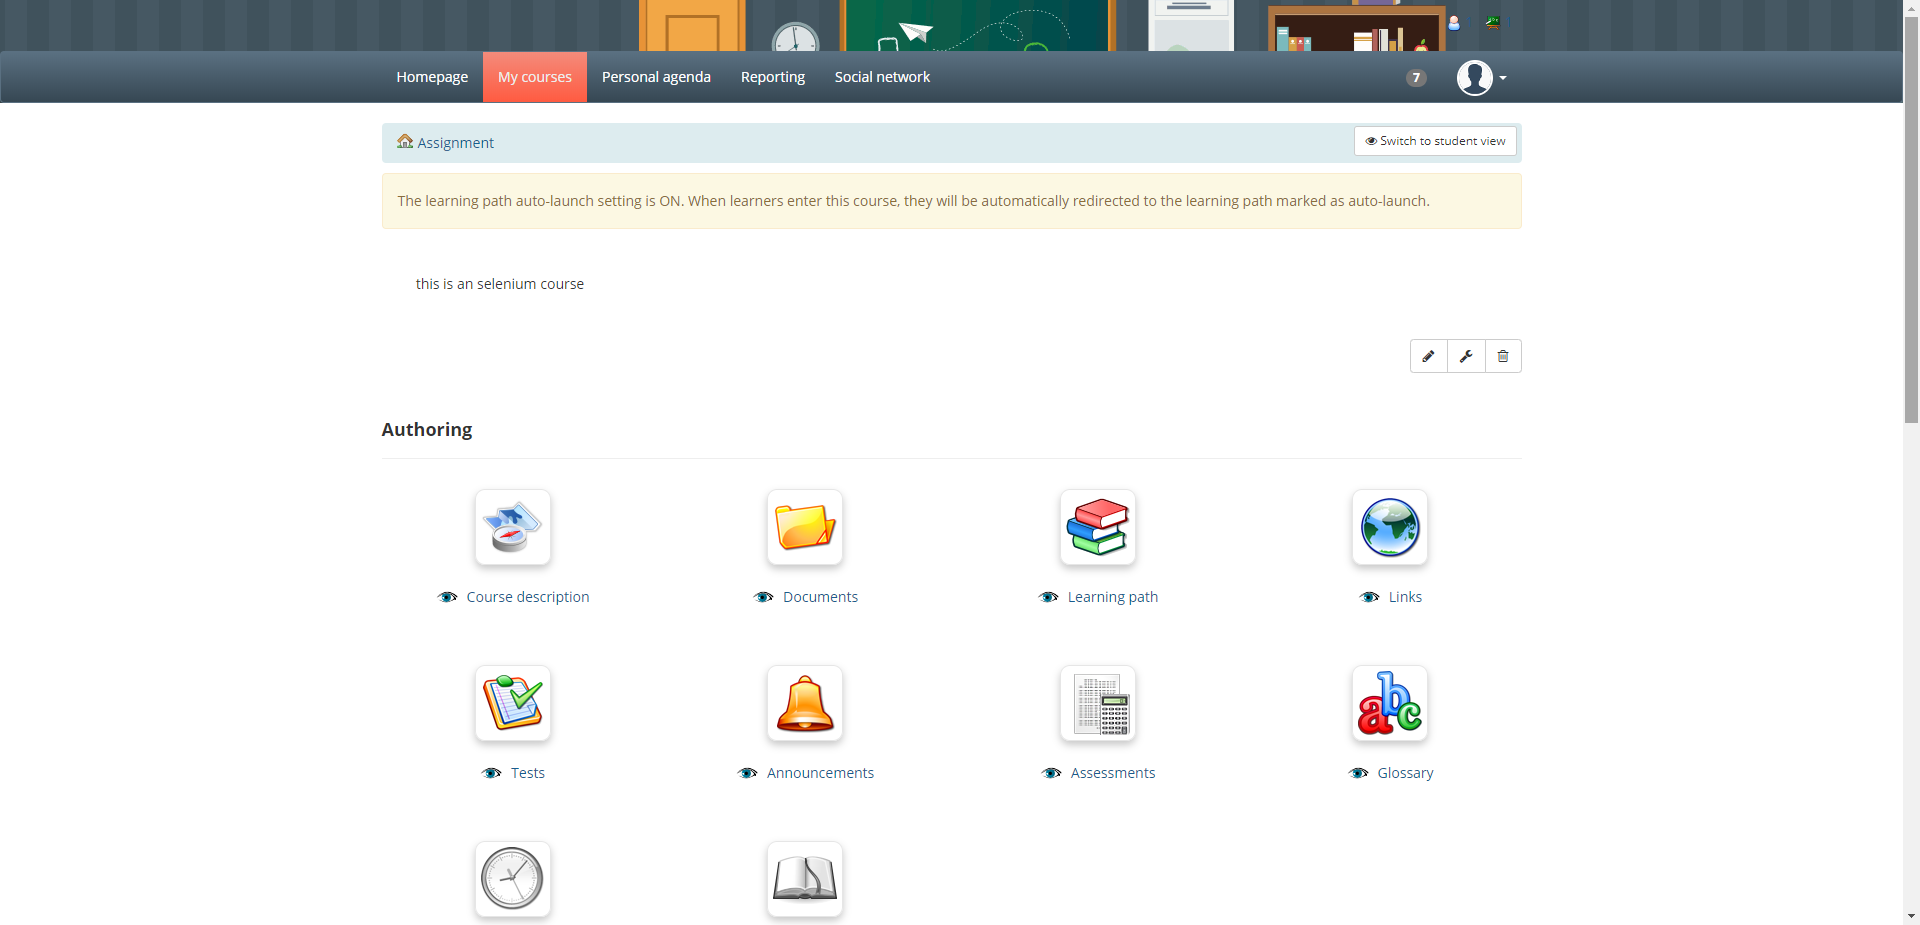 Homepage
My courses
Personal agenda
Reporting
Social network
7
Assignment
Switch to student view
The learning path auto-launch setting is ON. When learners enter this course, they will be automatically redirected to the learning path marked as auto-launch.
this is an selenium course
Authoring
Course description
Documents
Learning path
Links
Tests
Announcements
Assessments
Glossary